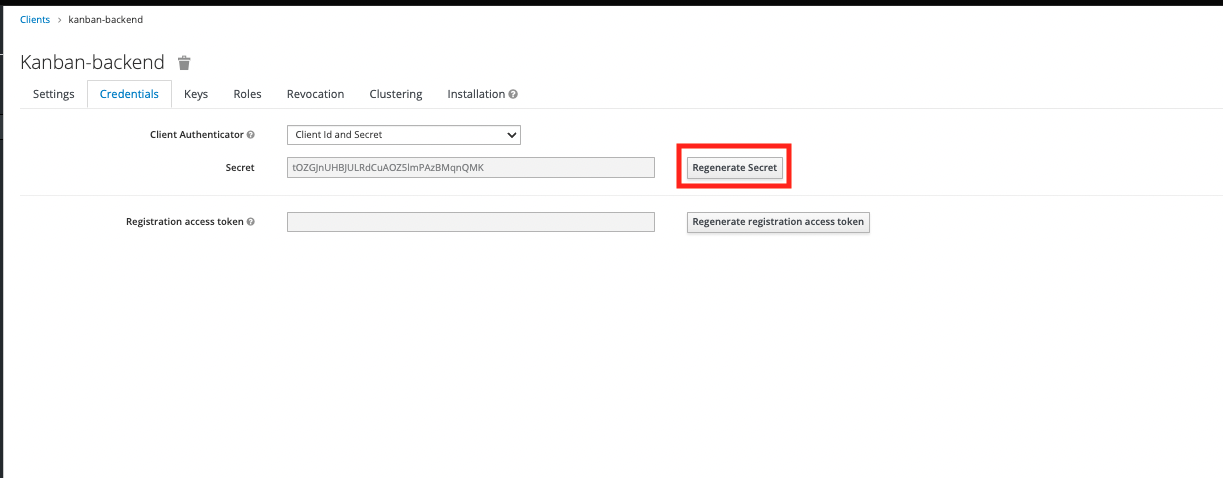 Clients > kanban-backend
Kanban-backend
Settings Credentials Keys Roles Revocation Clustering Installation
Client Authenticator Client Id and Secret
Secret tOZGJnUHBJULRdCuAOZ5lmPAzBMqnQMK Regenerate Secret
Registration access token Regenerate registration access token